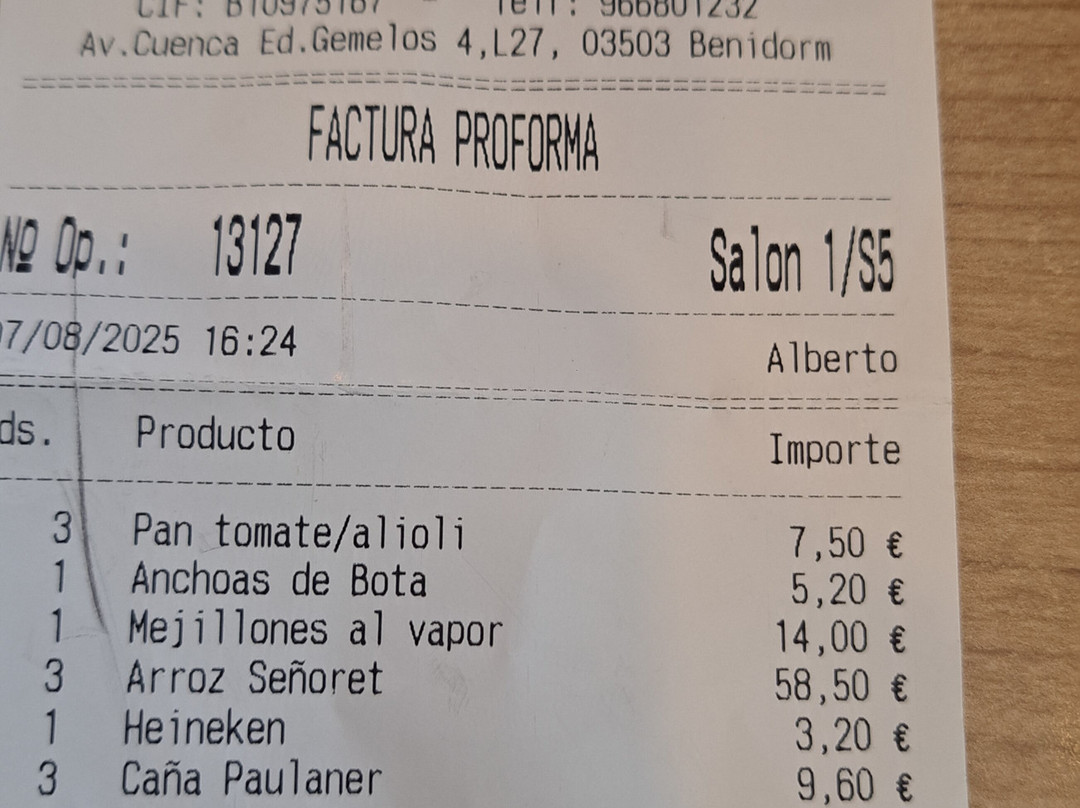 Av.Cuenca Ed.Gemelos 4,L27, 03503 Benidorm
FACTURA PROFORMA
Nº Op.: 13127 Salon 1/S5
07/08/2025 16:24 Alberto
ds. Producto Importe
3 Pan tomate/alioli 7,50 €
1 Anchoas de Bota 5,20 €
1 Mejillones al vapor 14,00 €
3 Arroz Señoret 58,50 €
1 Heineken 3,20 €
3 Caña Paulaner 9,60 €